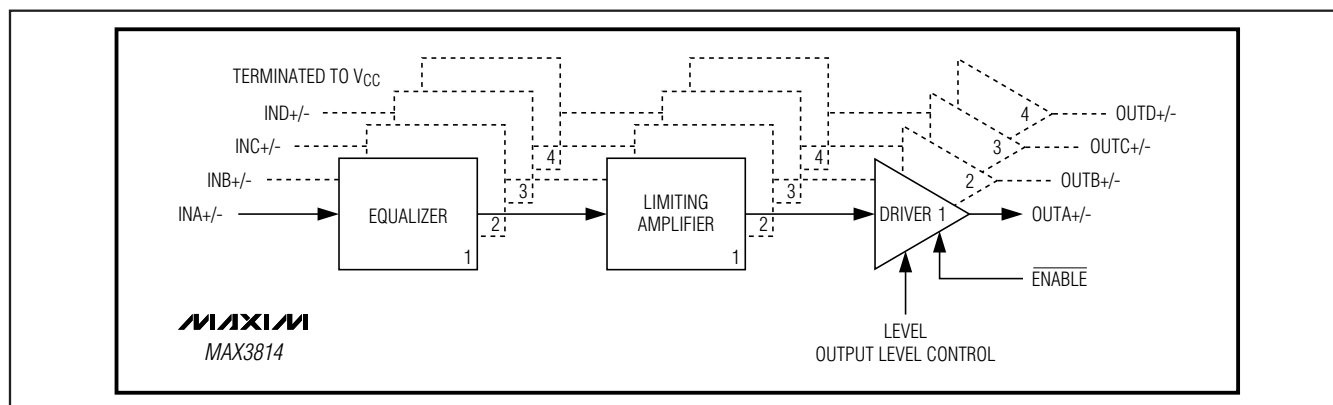 TERMINATED TO VCC
IND+/-
INC+/-
INB+/-
INA+/-
EQUALIZER
1
2
3
4
LIMITING
AMPLIFIER
1
2
3
4
DRIVER 1
2
3
4
OUTD+/-
OUTC+/-
OUTB+/-
OUTA+/-
ENABLE
LEVEL
OUTPUT LEVEL CONTROL
MAXIM
MAX3814